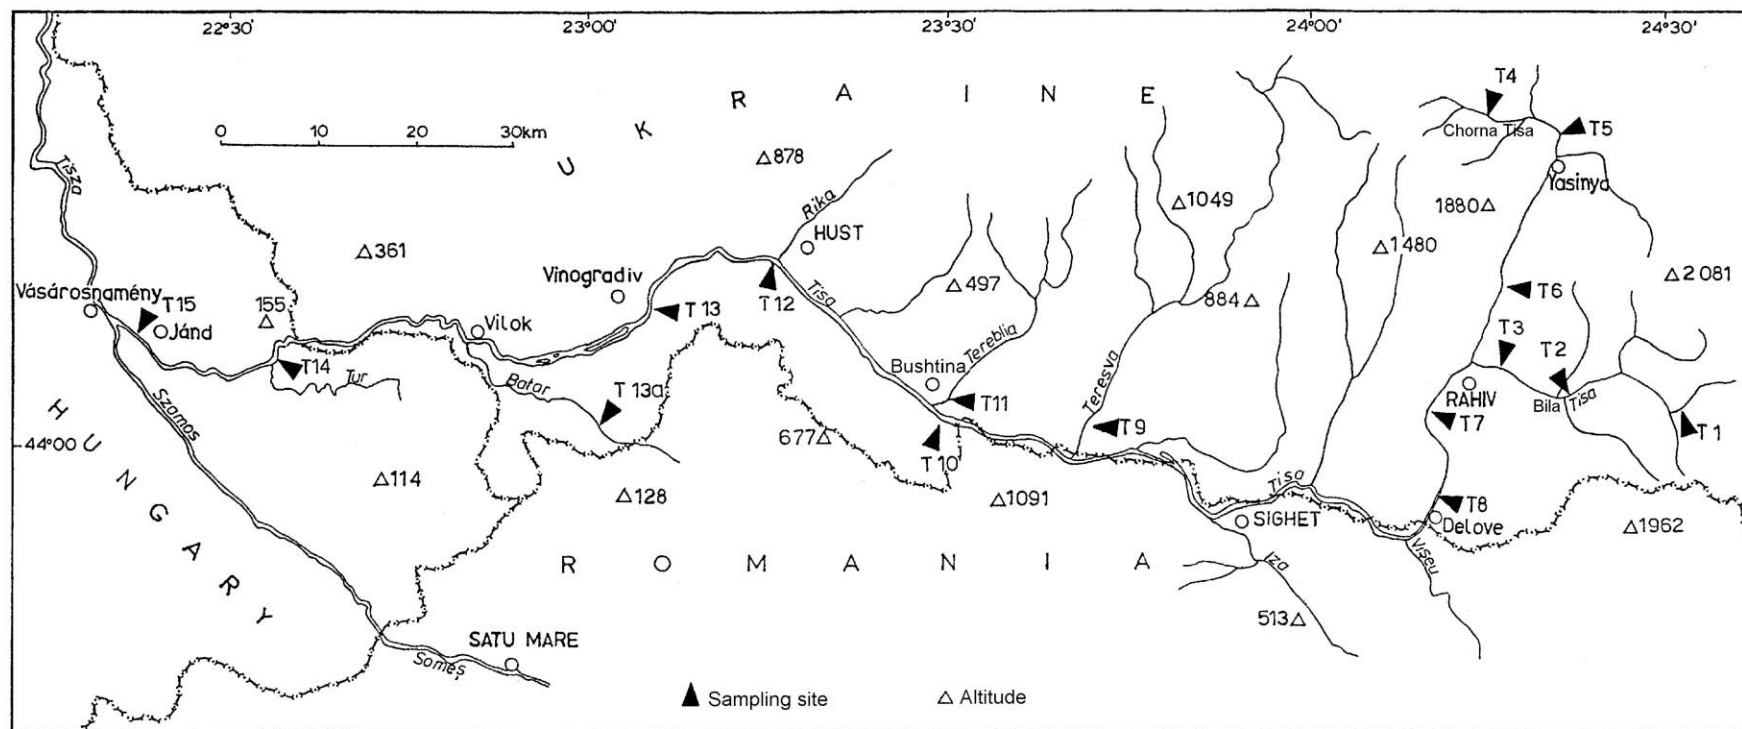 22°30' 23°00' 23°30' 24°00' 24°30'
UKRAINE
0 10 20 30km
T4
Chorna Tisa
T5
878
Tisza
Rika
Yasinya
1049
1880
HUST
361
1480
Vinogradiv
2 081
497
Vásárosnamény
T15
155
T12
Tisa
884
T6
T13
Jánd
Vilok
Tereblia
T3
T2
Bushtina
T14
Tur
Batar
T 13a
Teresva
RAHIV
Bila Tisa
T11
Szamos
T7
T9
T1
44°00'
677
T10
HUNGARY
114
128
1091
Tisa
T8
SIGHET
Delove
1962
ROMANIA
Iza
Viseu
513
SATU MARE
Someş
Sampling site
Altitude